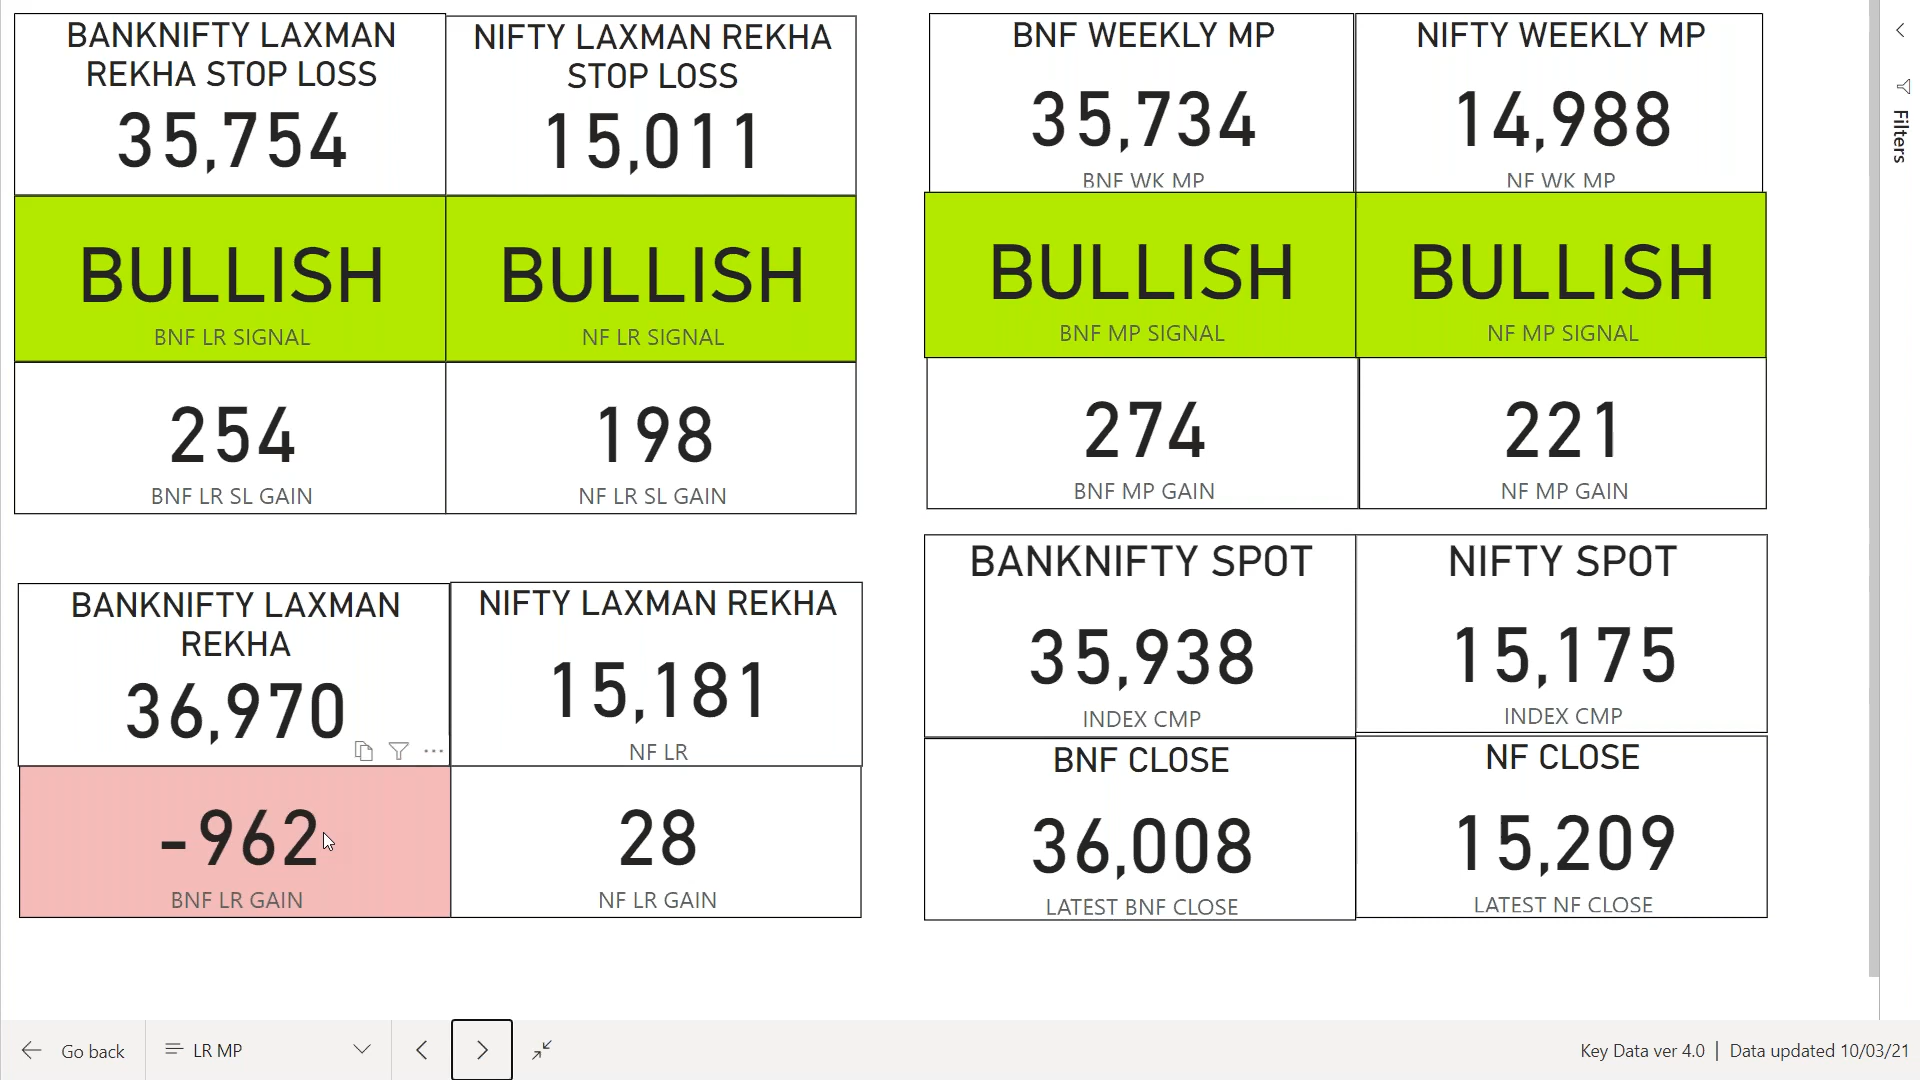 BANKNIFTY LAXMAN
REKHA STOP LOSS
35,754
NIFTY LAXMAN REKHA
STOP LOSS
15,011
BULLISH
BNF LR SIGNAL
BULLISH
NF LR SIGNAL
254
BNF LR SL GAIN
198
NF LR SL GAIN
BNF WEEKLY MP
35,734
BNF WK MP
NIFTY WEEKLY MP
14,988
NF WK MP
BULLISH
BNF MP SIGNAL
BULLISH
NF MP SIGNAL
274
BNF MP GAIN
221
NF MP GAIN
BANKNIFTY LAXMAN
REKHA
36,970
NIFTY LAXMAN REKHA
15,181
NF LR
-962
BNF LR GAIN
28
NF LR GAIN
BANKNIFTY SPOT
35,938
INDEX CMP
NIFTY SPOT
15,175
INDEX CMP
BNF CLOSE
36,008
LATEST BNF CLOSE
NF CLOSE
15,209
LATEST NF CLOSE
Filters
Go back
LR MP
Key Data ver 4.0 | Data updated 10/03/21